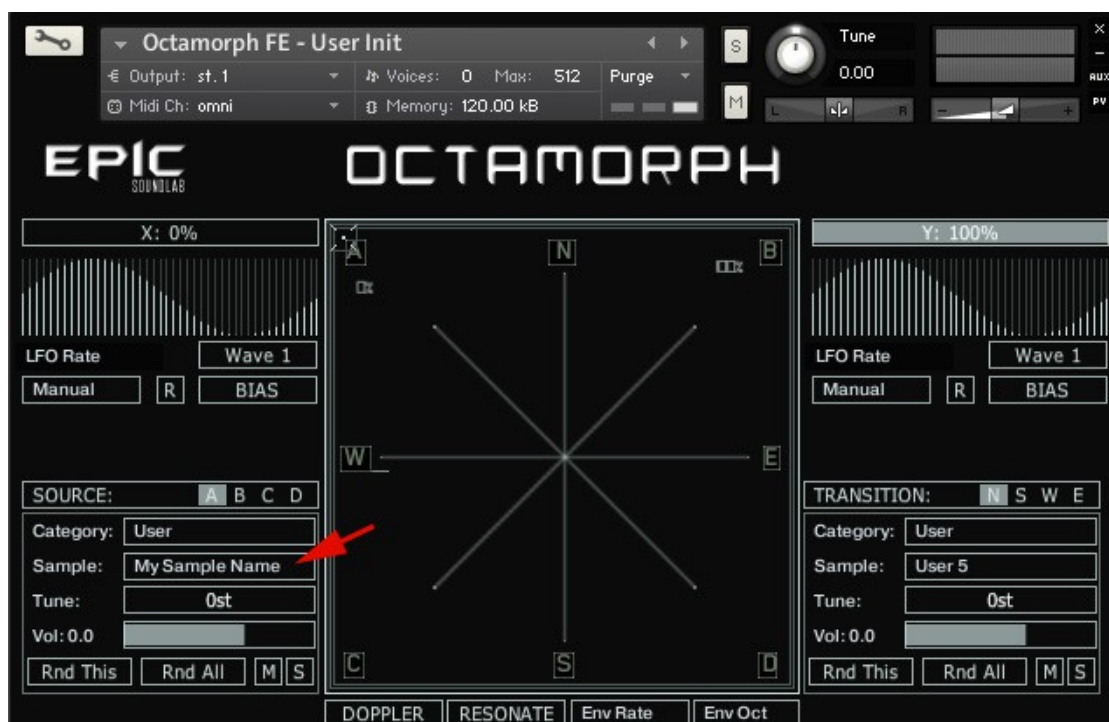 Octamorph FE - User Init
S
Tune
0.00
×
–
AUX
PV
Output: st. 1
Voices: 0 Max: 512
Purge
Midi Ch: omni
Memory: 120.00 kB
M
L
R
–
+
EPIC
SOUNDLAB
OCTAMORPH
X: 0%
A
N
B
0%
100%
Y: 100%
LFO Rate
Wave 1
Manual
R
BIAS
LFO Rate
Wave 1
Manual
R
BIAS
W
E
SOURCE: A B C D
Category: User
Sample: My Sample Name
Tune: 0st
Vol: 0.0
Rnd This
Rnd All
M
S
C
S
D
TRANSITION: N S W E
Category: User
Sample: User 5
Tune: 0st
Vol: 0.0
Rnd This
Rnd All
M
S
DOPPLER
RESONATE
Env Rate
Env Oct